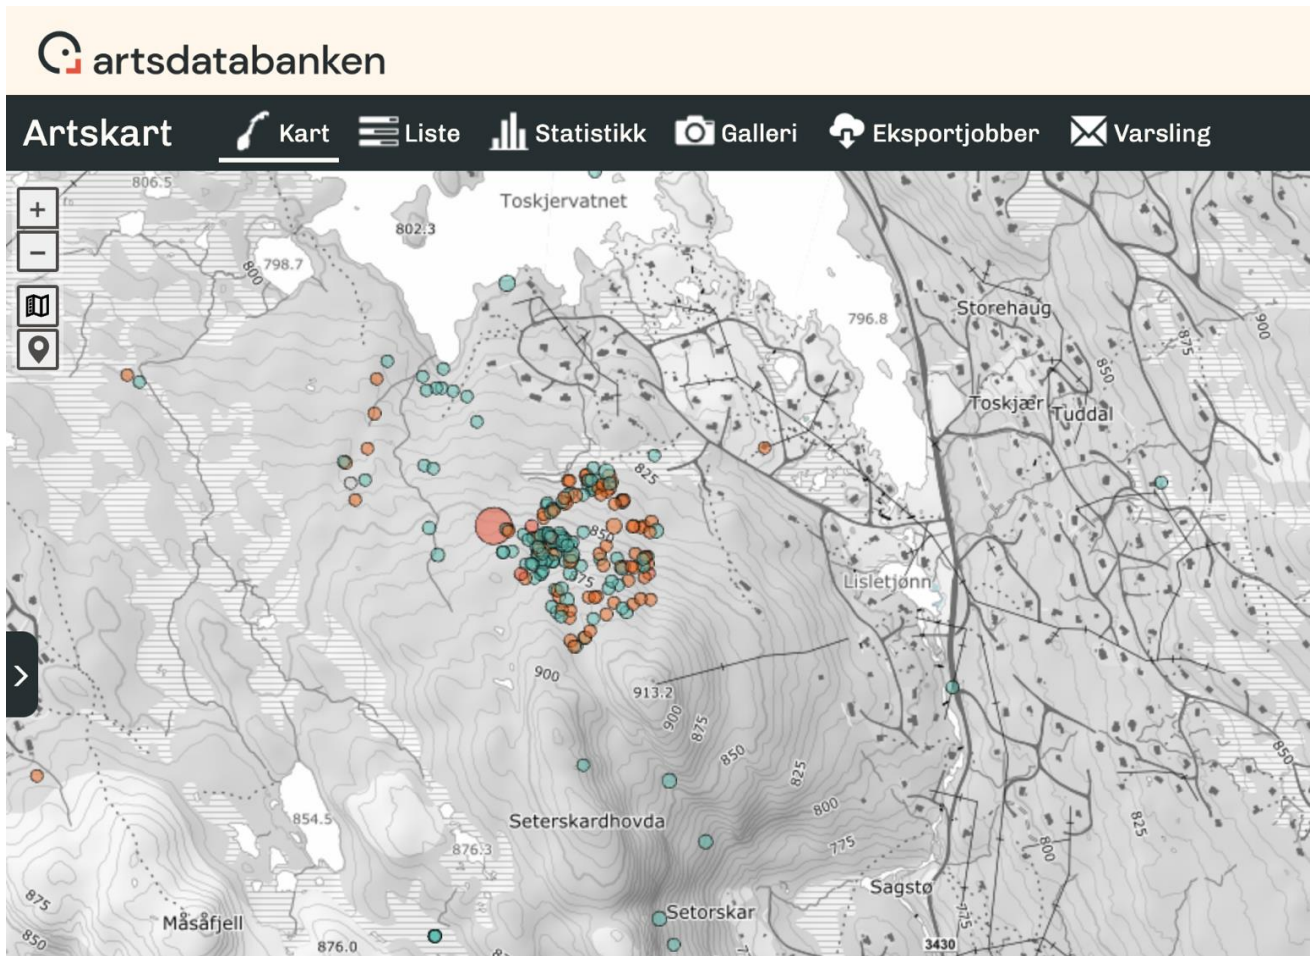 artsdatabanken
Artskart
Kart
Liste
Statistikk
Galleri
Eksportjobber
Varsling
+
−
>
806.5
Toskjervatnet
802.3
798.7
800
796.8
Storehaug
900
875
850
Toskjær
Tuddal
825
850
875
Lisletjønn
900
913.2
900
875
850
825
800
775
850
825
800
Seterskardhovda
854.5
876.3
Sagstø
875
Måsåfjell
Setorskar
775
850
876.0
3430